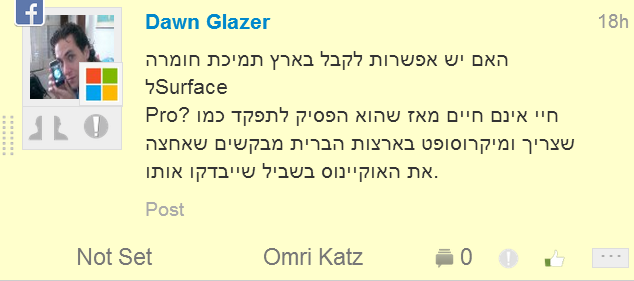 Dawn Glazer
18h
האם יש אפשרות לקבל בארץ תמיכת חומרה
לSurface
Pro? חיי אינם חיים מאז שהוא הפסיק לתפקד כמו
שצריך ומיקרוסופט בארצות הברית מבקשים שאחצה
את האוקיינוס בשביל שייבדקו אותו.
Post
Not Set
Omri Katz
0